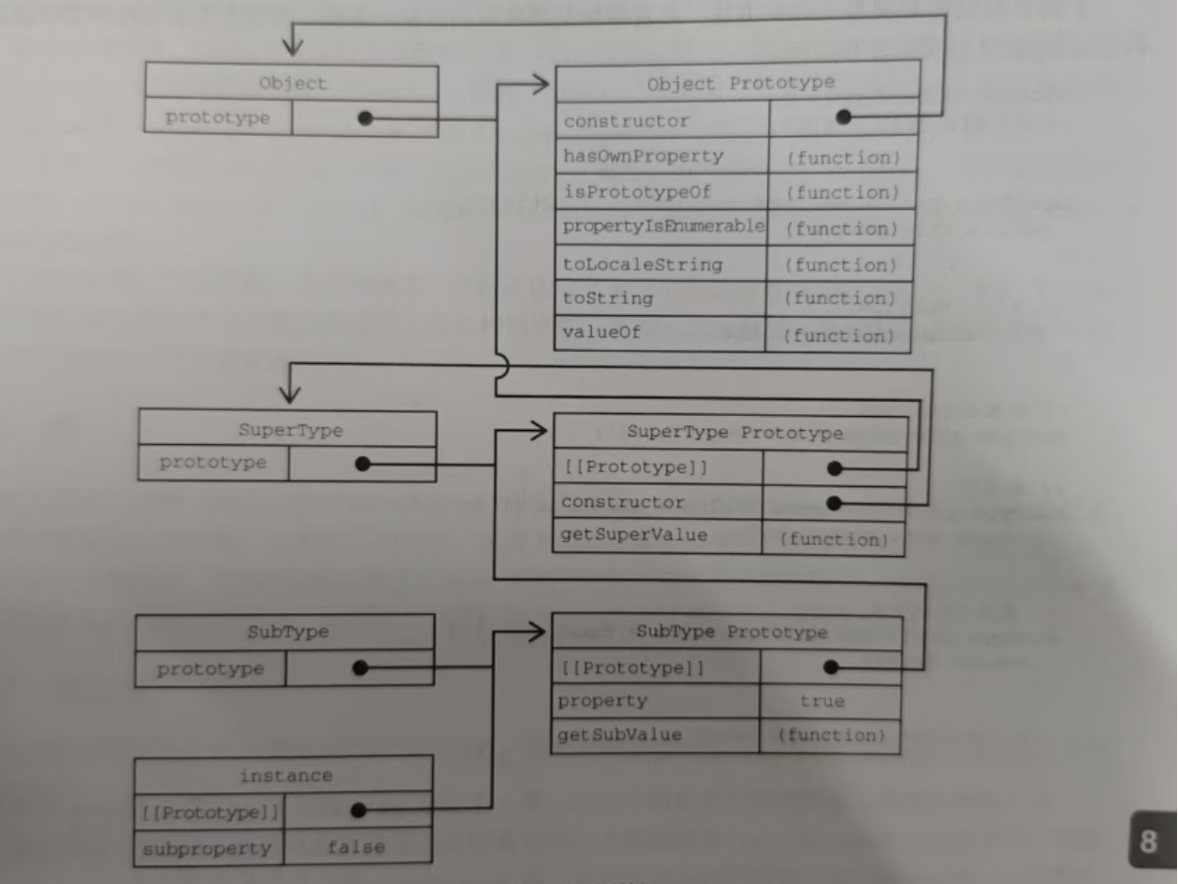 Object
prototype
Object Prototype
constructor
hasOwnProperty (function)
isPrototypeOf (function)
propertyIsEnumerable (function)
toLocaleString (function)
toString (function)
valueOf (function)
SuperType
prototype
SuperType Prototype
[[Prototype]]
constructor
getSuperValue (function)
SubType
prototype
SubType Prototype
[[Prototype]]
property true
getSubValue (function)
instance
[[Prototype]]
subproperty false
8